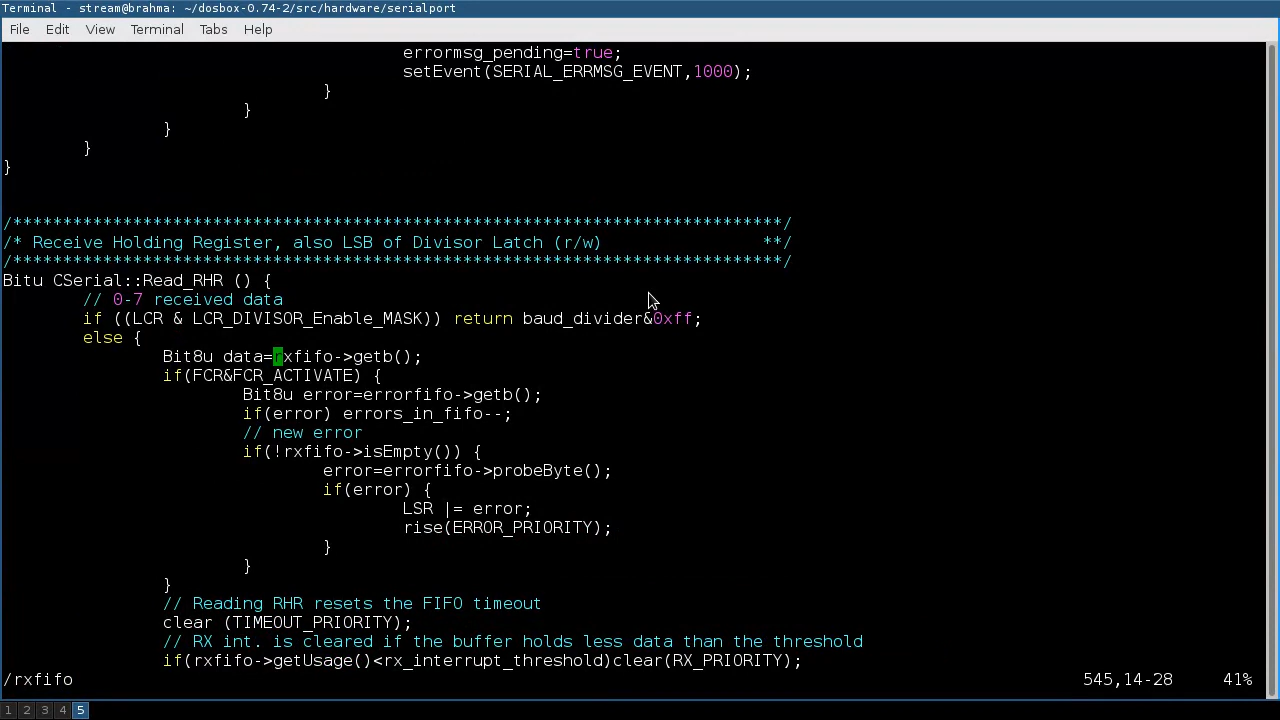 Terminal - stream@brahma: ~/dosbox-0.74-2/src/hardware/serialport
File Edit View Terminal Tabs Help
errormsg_pending=true;
setEvent(SERIAL_ERRMSG_EVENT,1000);
}
}
}
}
}
/*****************************************************************************/
/* Receive Holding Register, also LSB of Divisor Latch (r/w)                **/
/*****************************************************************************/
Bitu CSerial::Read_RHR () {
// 0-7 received data
if ((LCR & LCR_DIVISOR_Enable_MASK)) return baud_divider&0xff;
else {
Bit8u data=rxfifo->getb();
if(FCR&FCR_ACTIVATE) {
Bit8u error=errorfifo->getb();
if(error) errors_in_fifo--;
// new error
if(!rxfifo->isEmpty()) {
error=errorfifo->probeByte();
if(error) {
LSR |= error;
rise(ERROR_PRIORITY);
}
}
}
// Reading RHR resets the FIFO timeout
clear (TIMEOUT_PRIORITY);
// RX int. is cleared if the buffer holds less data than the threshold
if(rxfifo->getUsage()<rx_interrupt_threshold)clear(RX_PRIORITY);
/rxfifo 545,14-28 41%
1 2 3 4 5